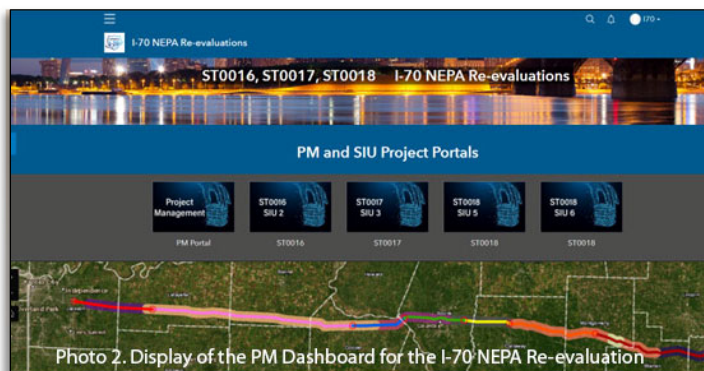 I70
I-70 NEPA Re-evaluations
ST0016, ST0017, ST0018 I-70 NEPA Re-evaluations
PM and SIU Project Portals
Project Management
ST0016 SIU 2
ST0017 SIU 3
ST0018 SIU 5
ST0018 SIU 6
PM Portal
ST0016
ST0017
ST0018
ST0018
Independence
Photo 2. Display of the PM Dashboard for the I-70 NEPA Re-evaluation